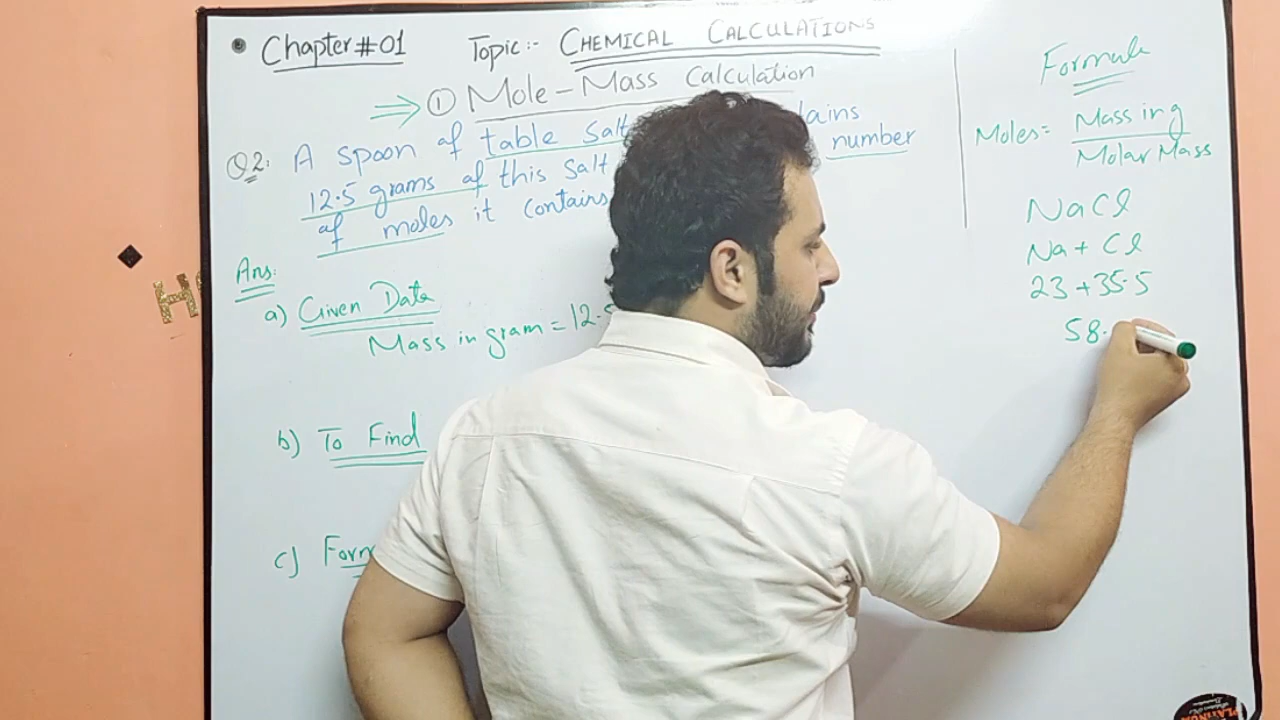 • Chapter #01 Topic:- CHEMICAL CALCULATIONS
⇒ ① Mole-Mass Calculation
Q2: A spoon of table Salt
12.5 grams of this Salt number
of moles it contains
Ans:
a) Given Data
Mass in gram = 12.5
b) To Find
c)
Formula
Moles = Mass in g
Molar Mass
NaCl
Na + Cl
23 + 35.5
58.